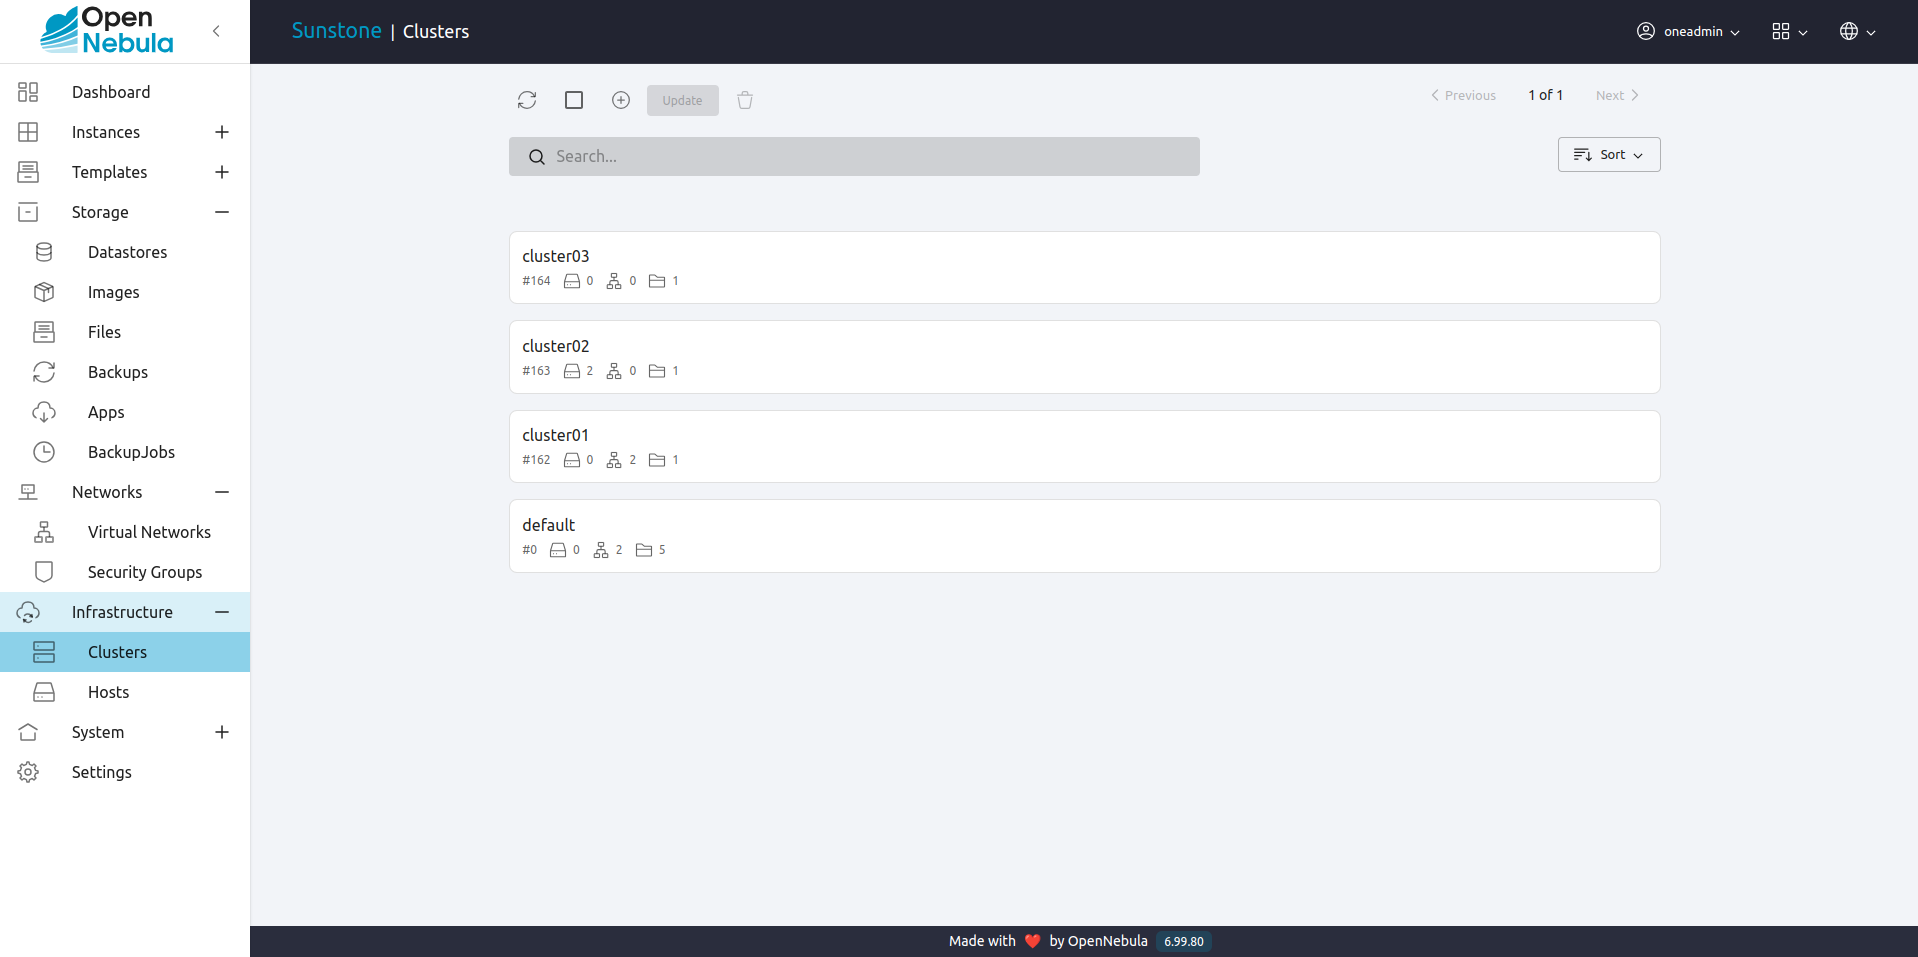 Open
Nebula
Sunstone | Clusters
oneadmin
Dashboard
Instances
Templates
Storage
Datastores
Images
Files
Backups
Apps
BackupJobs
Networks
Virtual Networks
Security Groups
Infrastructure
Clusters
Hosts
System
Settings
Update
Previous 1 of 1 Next
Search...
Sort
cluster03
#164 0 0 1
cluster02
#163 2 0 1
cluster01
#162 0 2 1
default
#0 0 2 5
Made with ❤️ by OpenNebula 6.99.80